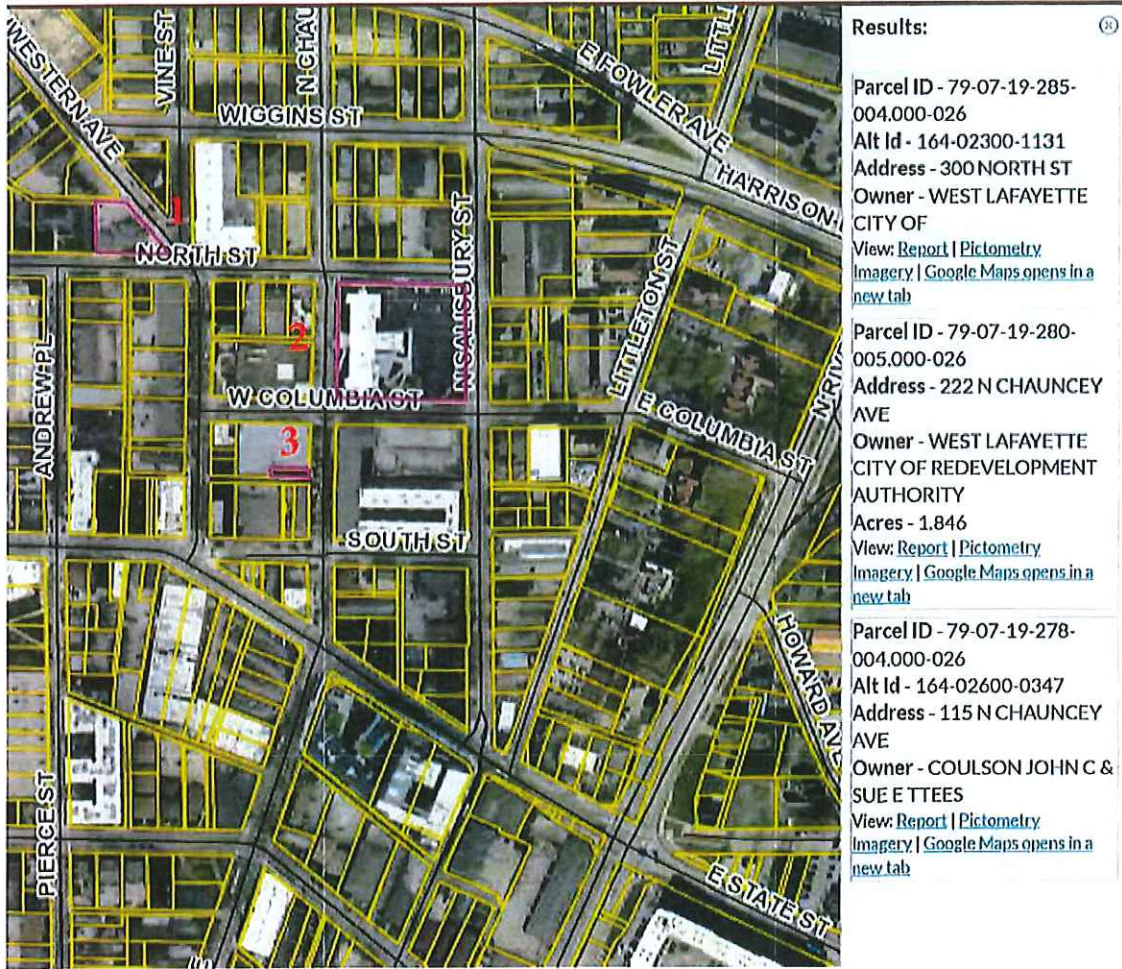 WESTERN AVE
VINE ST
N CHAU
LITTL
E FOWLER AVE
WIGGINS ST
HARRISON
1
NORTH ST
N SALISBURY ST
LITTLETON ST
N RIV
ANDREW PL
2
W COLUMBIA ST
E COLUMBIA ST
3
SOUTH ST
HOWARD AVE
PIERCE ST
E STATE ST
Results:
Parcel ID - 79-07-19-285-
004.000-026
Alt Id - 164-02300-1131
Address - 300 NORTH ST
Owner - WEST LAFAYETTE
CITY OF
View: Report | Pictometry
Imagery | Google Maps opens in a
new tab
Parcel ID - 79-07-19-280-
005.000-026
Address - 222 N CHAUNCEY
AVE
Owner - WEST LAFAYETTE
CITY OF REDEVELOPMENT
AUTHORITY
Acres - 1.846
View: Report | Pictometry
Imagery | Google Maps opens in a
new tab
Parcel ID - 79-07-19-278-
004.000-026
Alt Id - 164-02600-0347
Address - 115 N CHAUNCEY
AVE
Owner - COULSON JOHN C &
SUE E TTEES
View: Report | Pictometry
Imagery | Google Maps opens in a
new tab